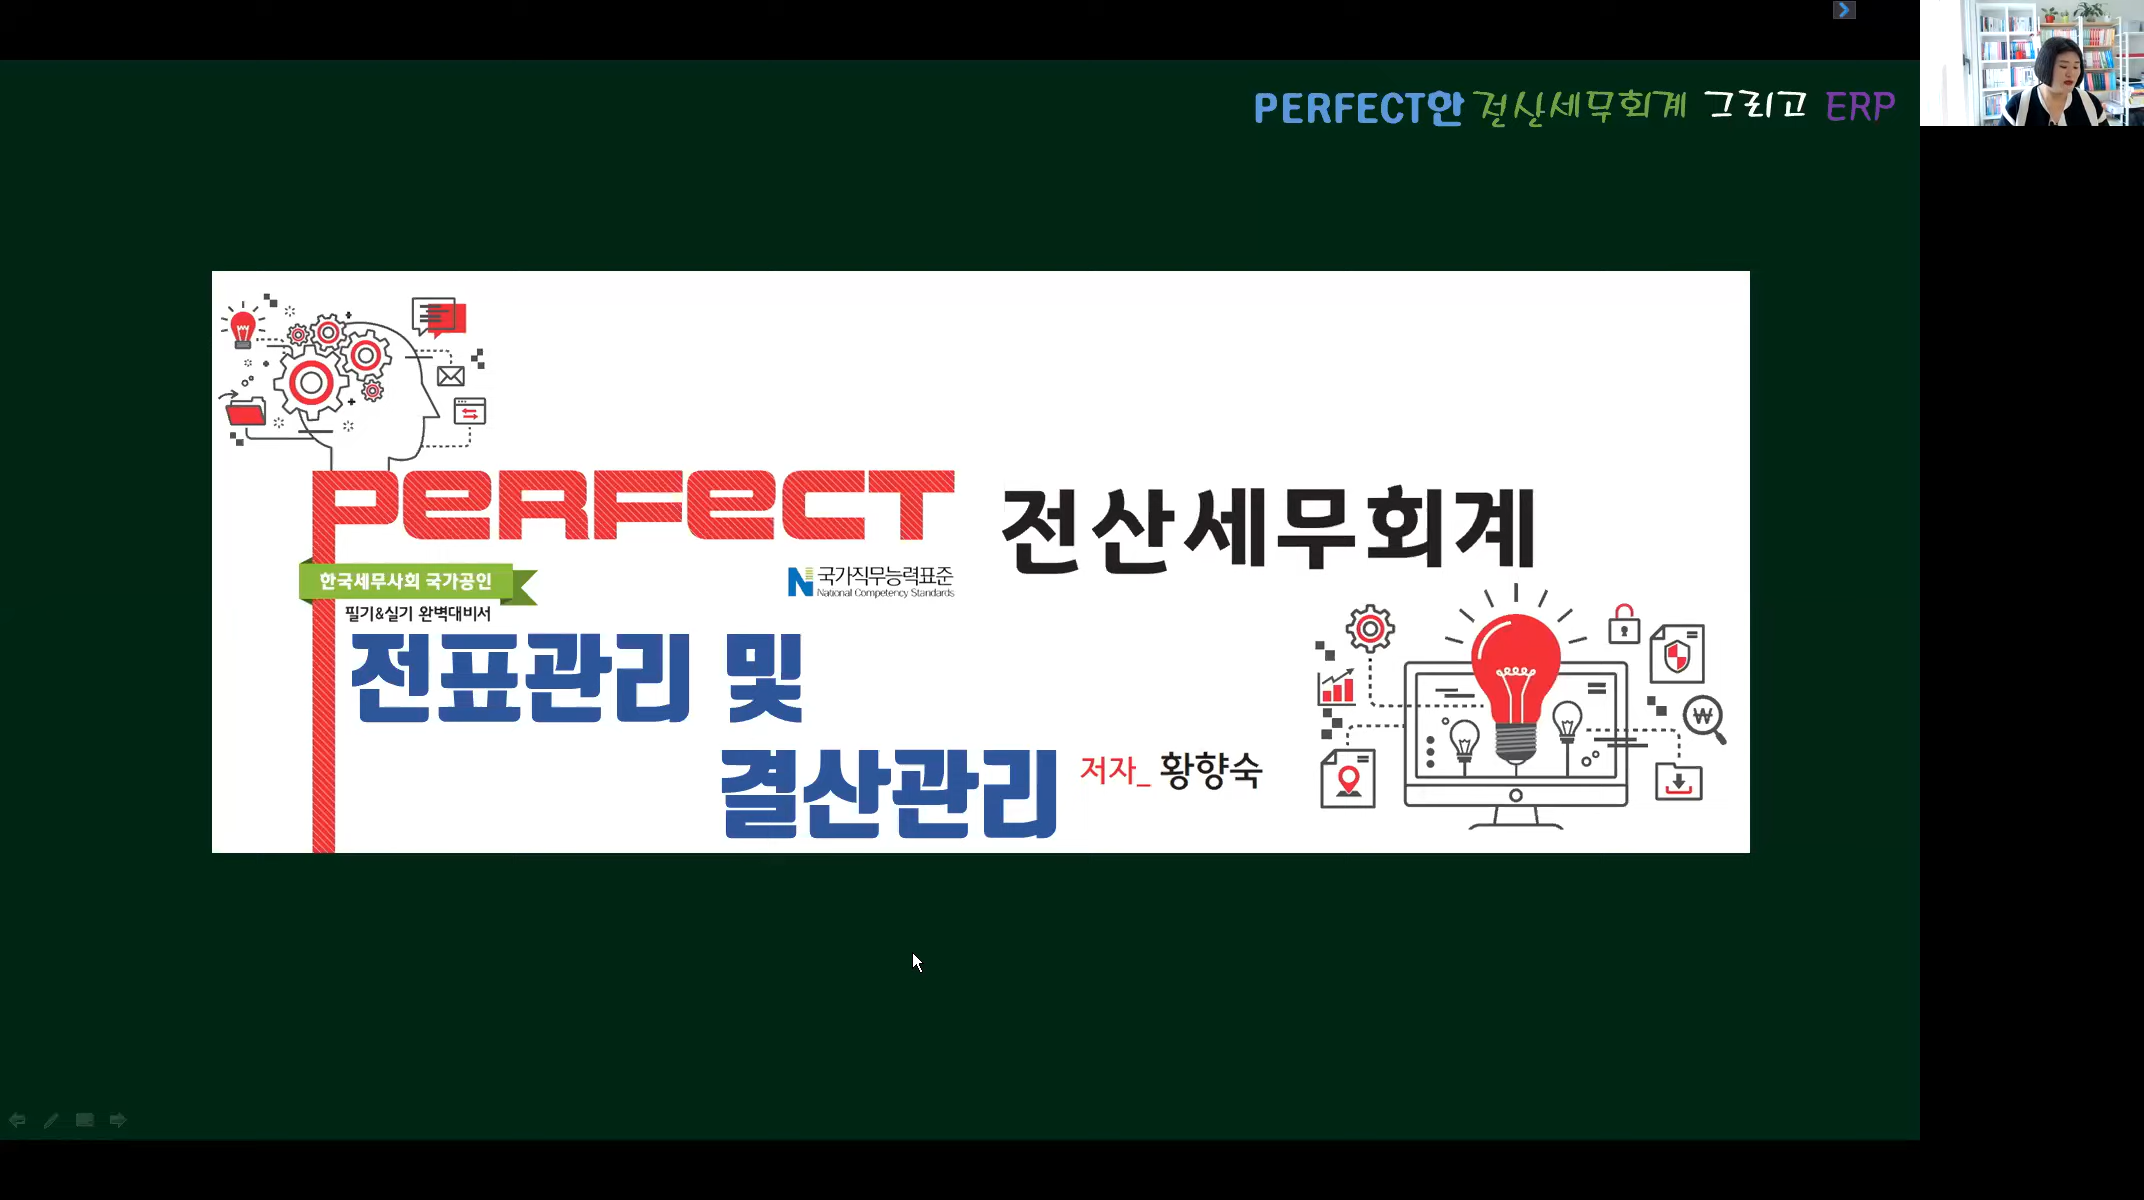 PERFECT한 전산세무회계 그리고 ERP
PERFECT 전산세무회계
한국세무사회 국가공인
국가직무능력표준
National Competency Standards
필기&실기 완벽대비서
전표관리 및
결산관리
저자_ 황향숙